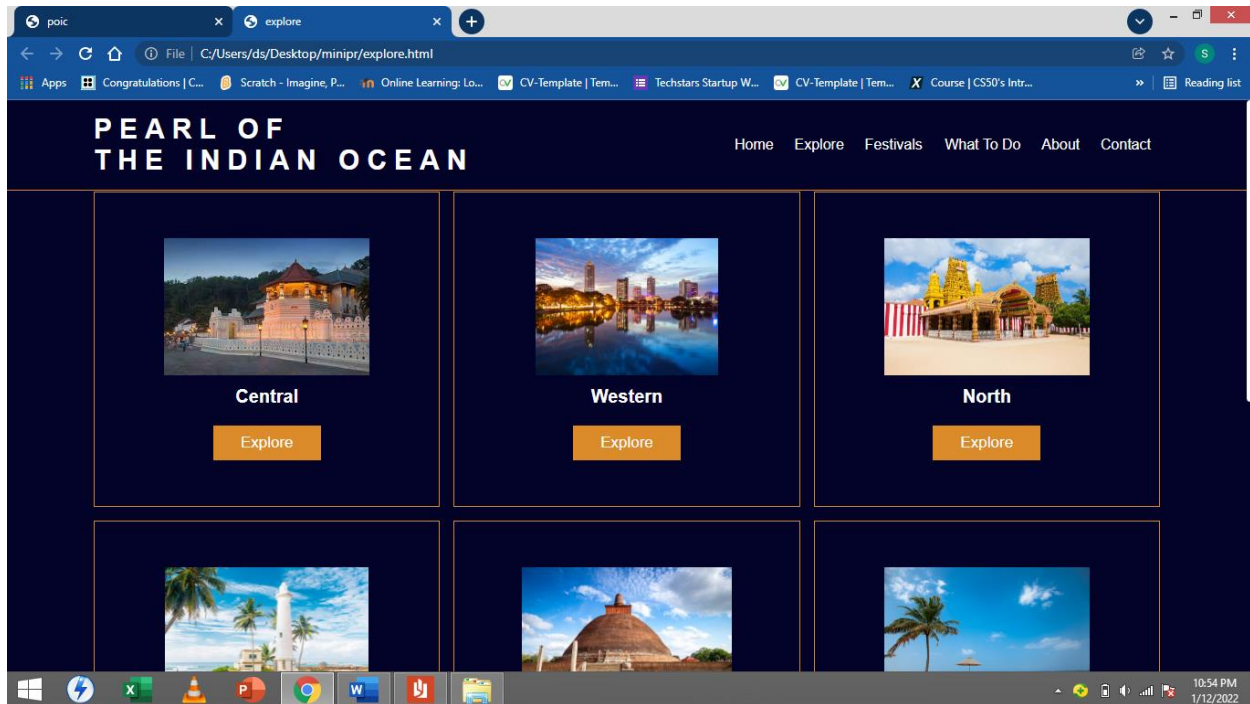 poic
explore
File
C:/Users/ds/Desktop/minipr/explore.html
S
Apps
Congratulations | C...
Scratch - Imagine, P...
Online Learning: Lo...
CV-Template | Tem...
Techstars Startup W...
CV-Template | Tem...
Course | CS50's Intr...
»
Reading list
PEARL OF
THE INDIAN OCEAN
Home Explore Festivals What To Do About Contact
Central
Western
North
Explore
Explore
Explore
10:54 PM
1/12/2022